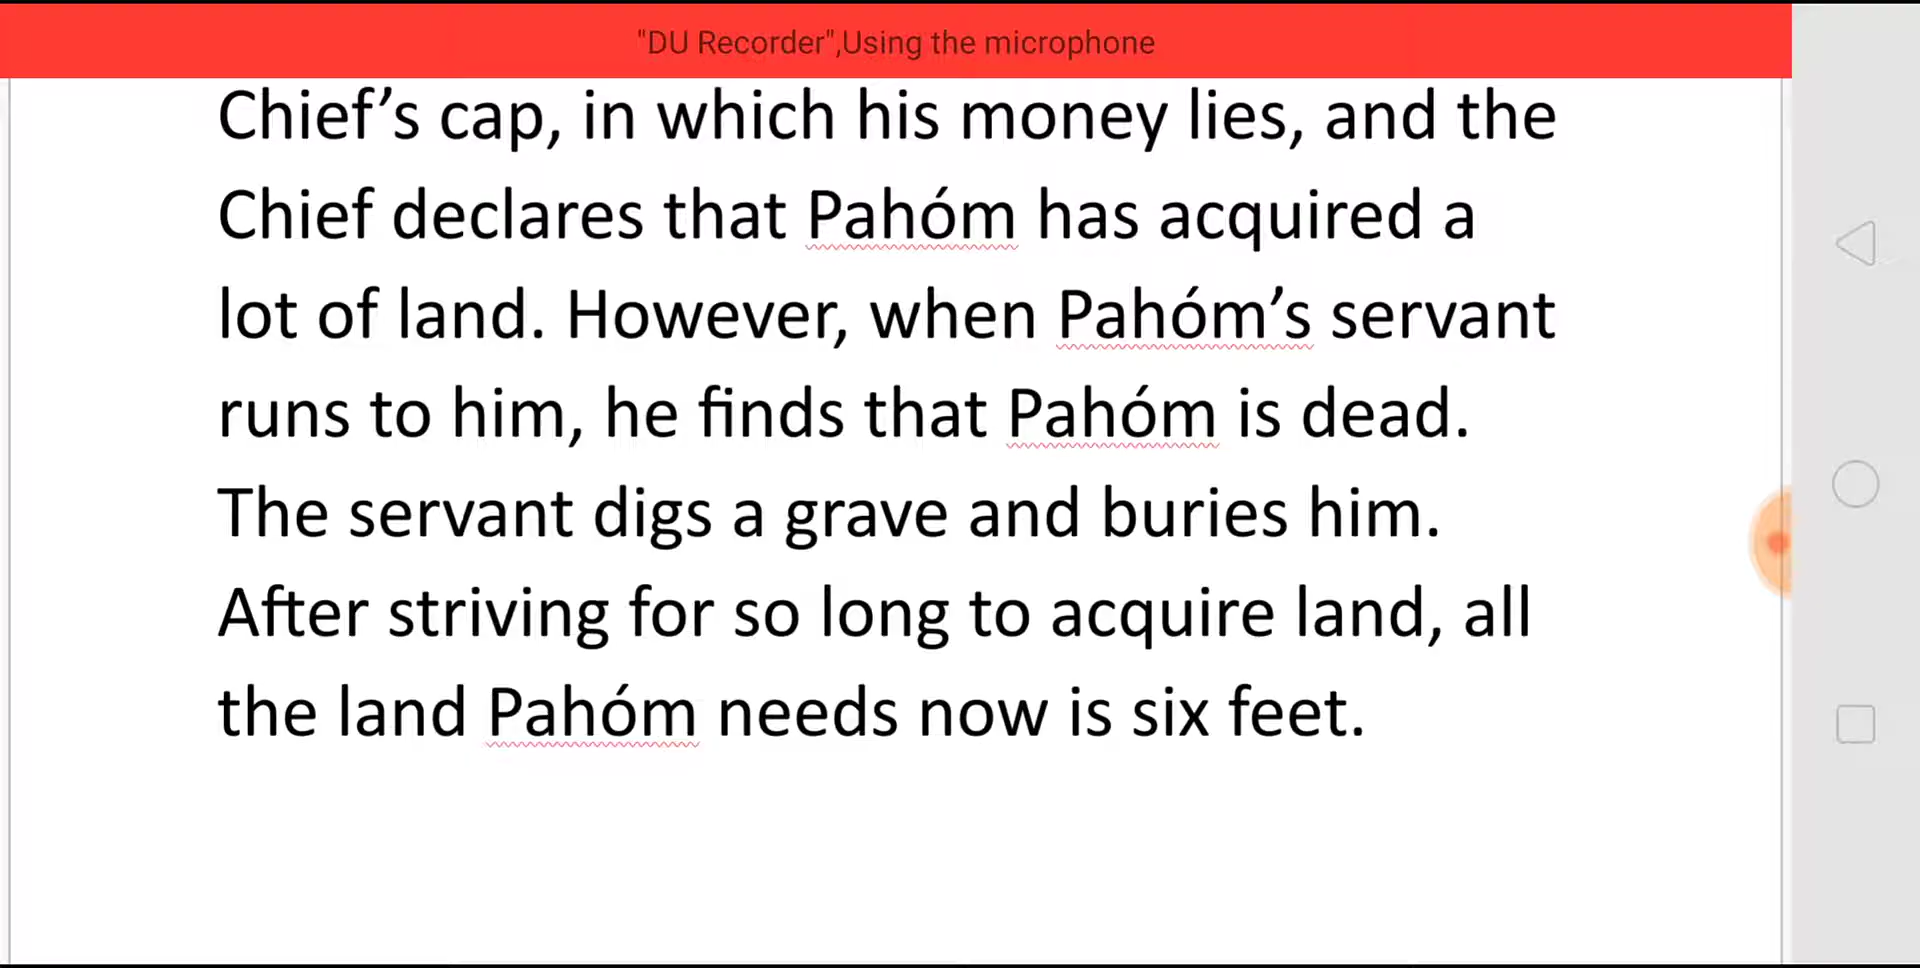 "DU Recorder",Using the microphone
Chief’s cap, in which his money lies, and the
Chief declares that Pahóm has acquired a
lot of land. However, when Pahóm’s servant
runs to him, he finds that Pahóm is dead.
The servant digs a grave and buries him.
After striving for so long to acquire land, all
the land Pahóm needs now is six feet.